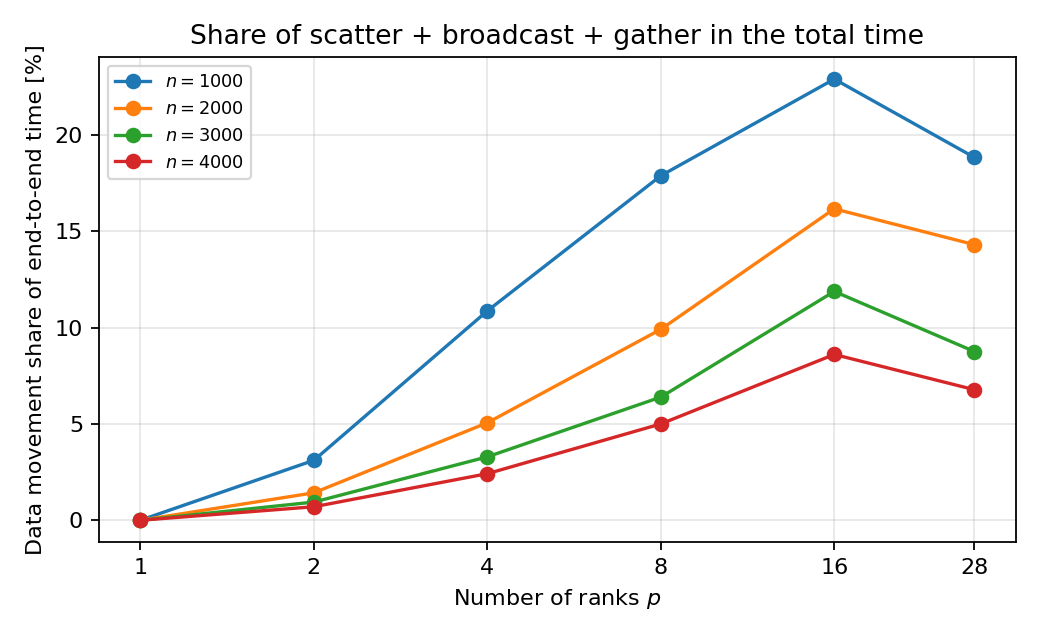 Share of scatter + broadcast + gather in the total time
Data movement share of end-to-end time [%]
n = 1000
n = 2000
n = 3000
n = 4000
20
15
10
5
0
1 2 4 8 16 28
Number of ranks p